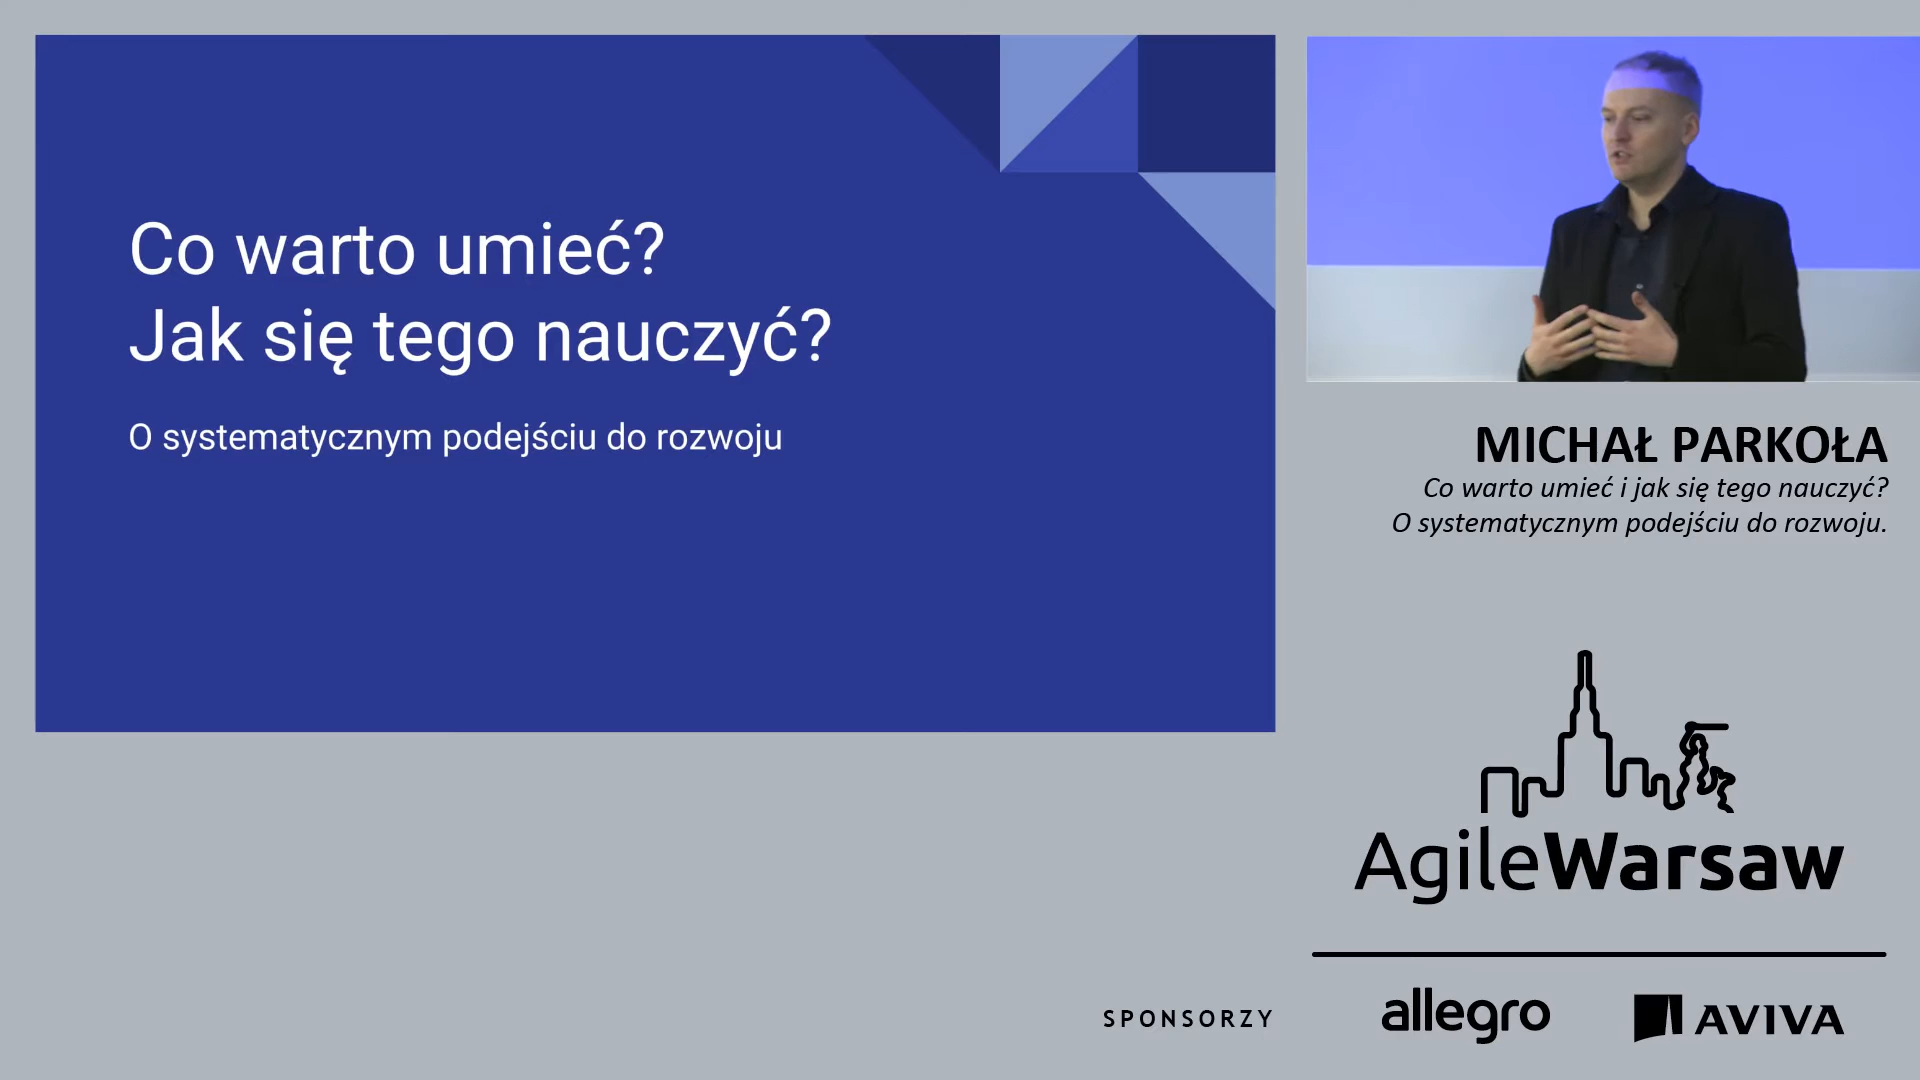 Co warto umieć?
Jak się tego nauczyć?
O systematycznym podejściu do rozwoju
MICHAŁ PARKOŁA
Co warto umieć i jak się tego nauczyć?
O systematycznym podejściu do rozwoju.
AgileWarsaw
SPONSORZY
allegro
AVIVA